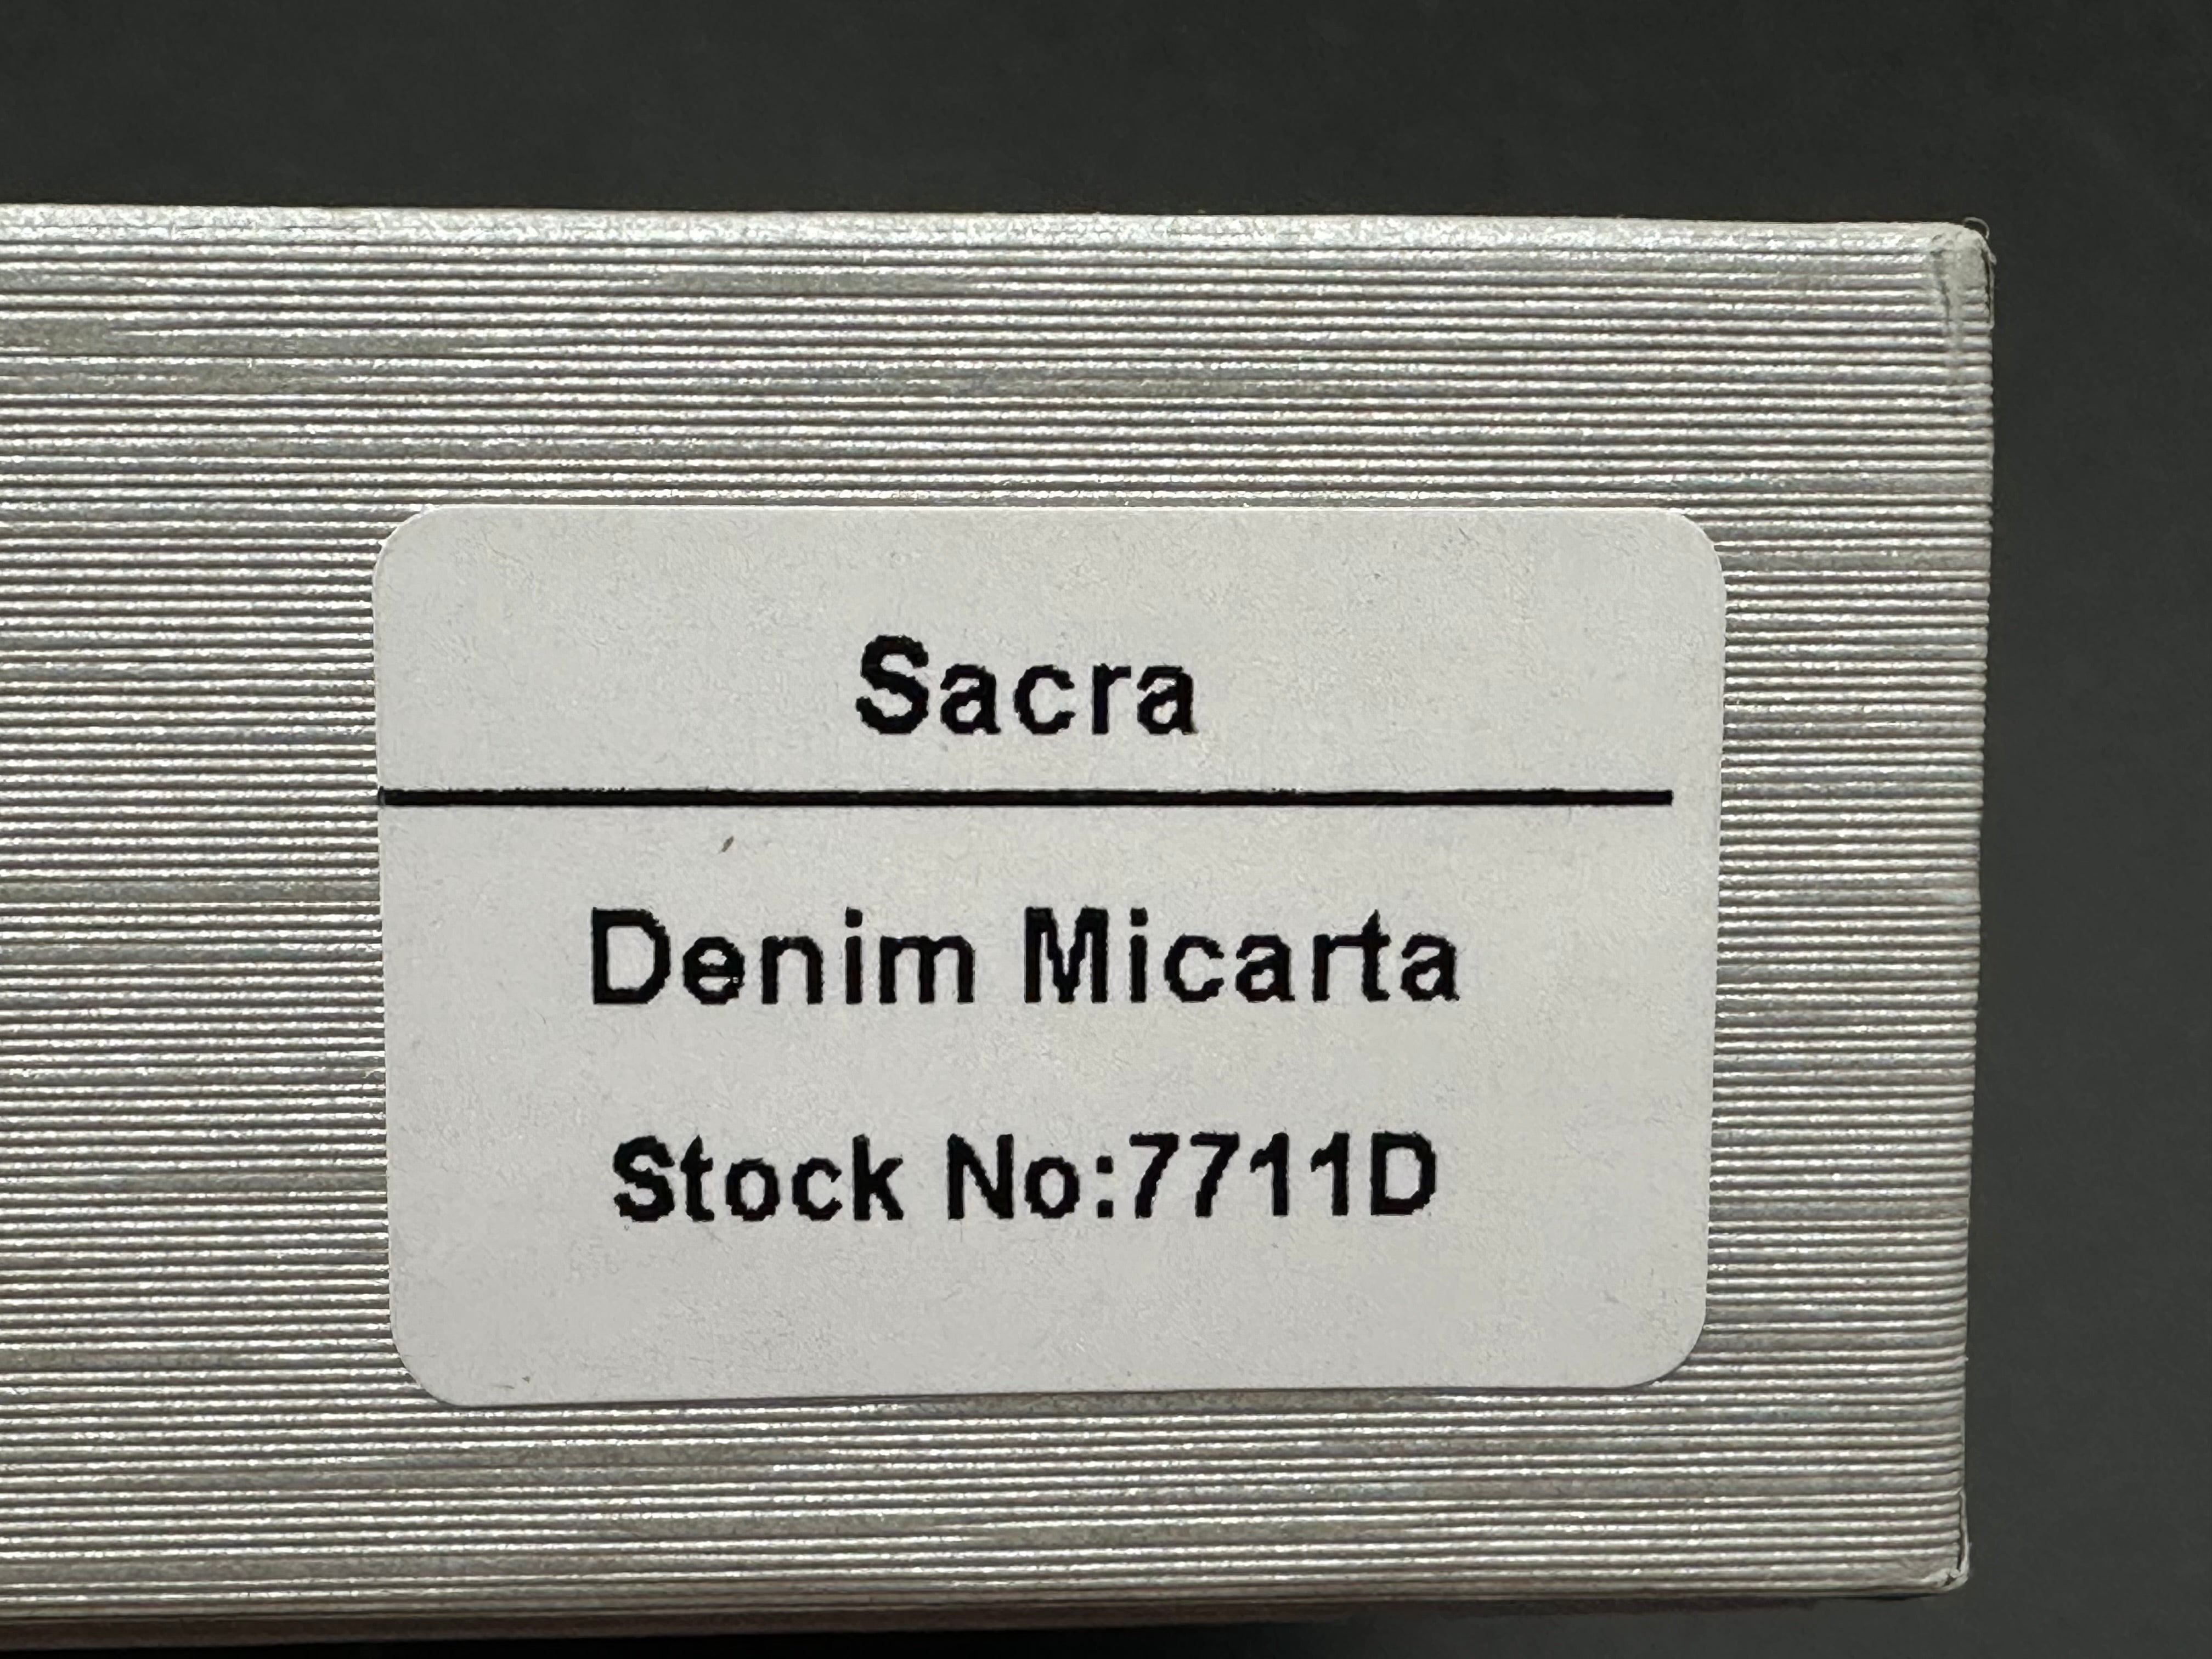 Sacra
Denim Micarta
Stock No:7711D